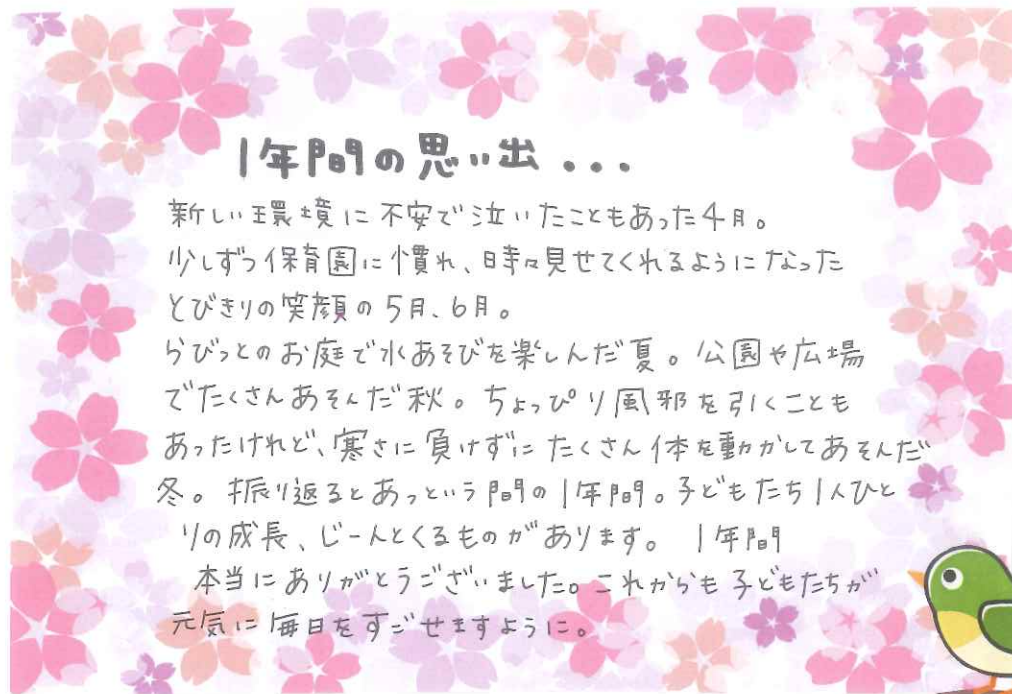 1年間の思い出...
新しい環境に不安で泣いたこともあった4月。
少しずつ保育園に慣れ、時々見せてくれるようになった
とびきりの笑顔の5月、6月。
らびっとのお庭で水あそびを楽しんだ夏。公園や広場
でたくさんあそんだ秋。ちょっぴり風邪を引くことも
あったけれど、寒さに負けずにたくさん体を動かしてあそんだ
冬。振り返るとあっという間の1年間。子どもたち1人ひと
りの成長、じーんとくるものがあります。 1年間
本当にありがとうございました。これからも子どもたちが
元気に毎日をすごせますように。